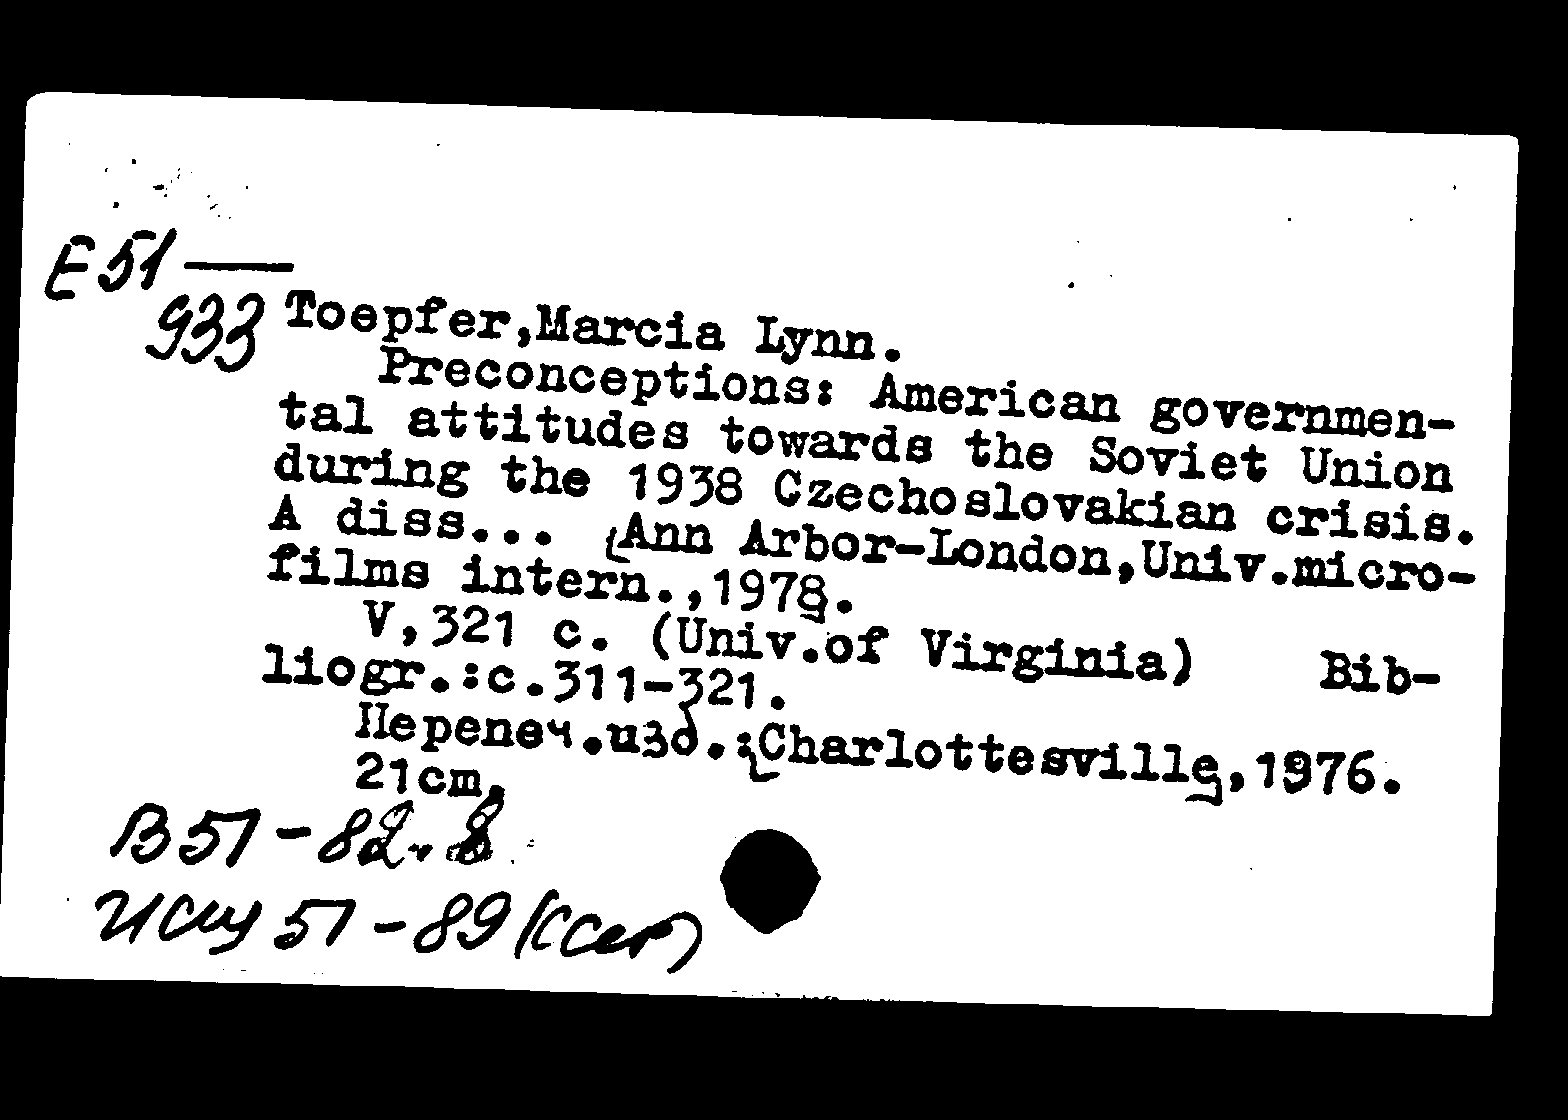 E51
933
Toepfer,Marcia Lynn.
Preconceptions: American governmen-
tal attitudes towards the Soviet Union
during the 1938 Czechoslovakian crisis.
A diss... [Ann Arbor-London,Univ.micro-
films intern.,1978].
V,321 c. (Univ.of Virginia) Bib-
liogr.:c.311-321.
Перепеч.изд.:[Charlottesville],1976.
21cm.
B51-82.8
51-89